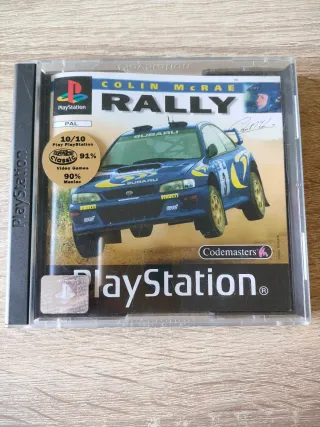 COLIN McRAE
RALLY
PlayStation
PAL
10/10
Play PlayStation
Classic 91%
Video Games
90%
Maniac
SUBARU
SUBARU
Codemasters
PlayStation®
PlayStation